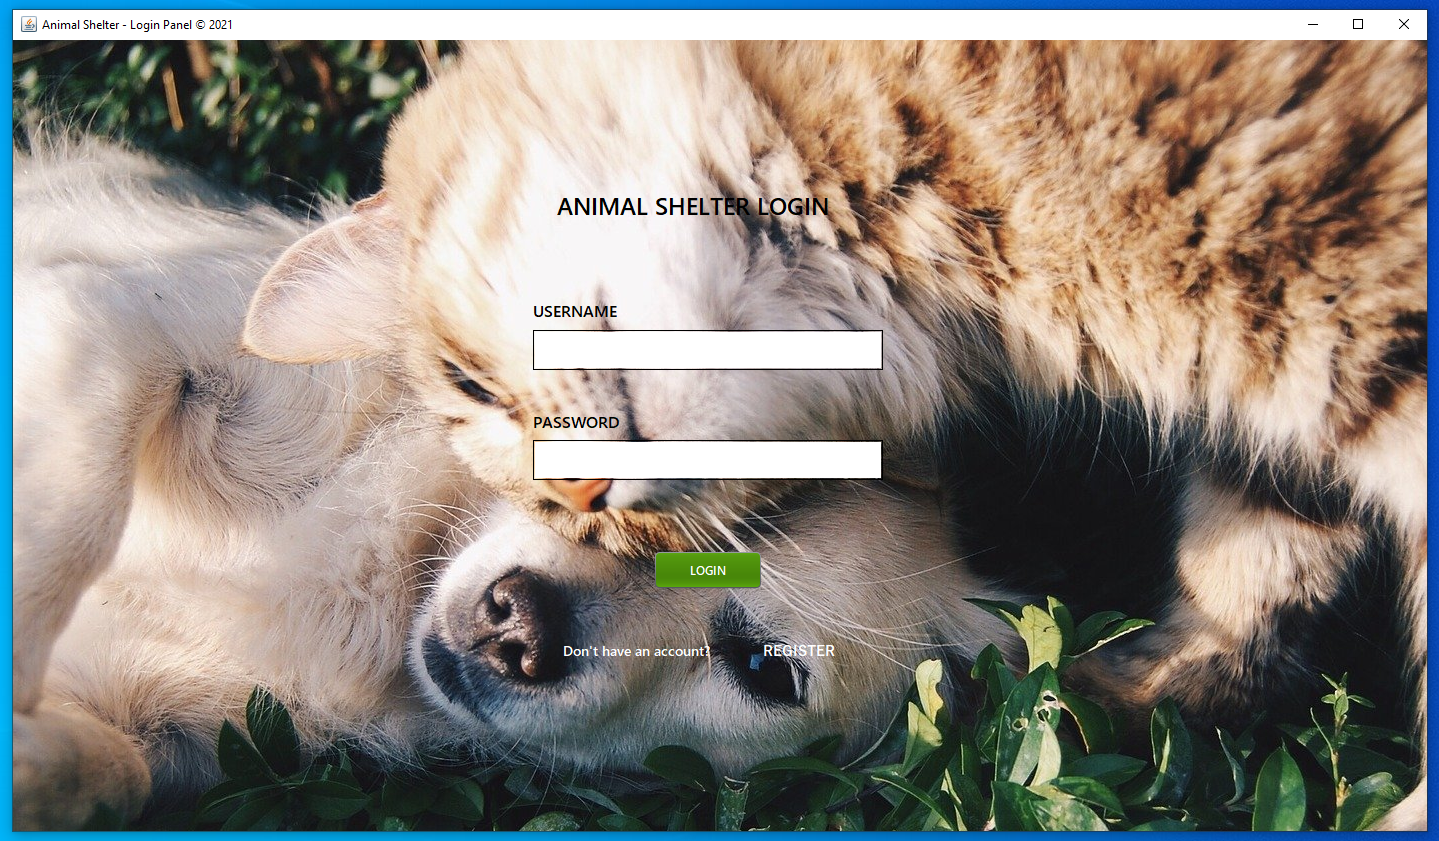 Animal Shelter - Login Panel © 2021
ANIMAL SHELTER LOGIN
USERNAME
PASSWORD
LOGIN
Don't have an account? REGISTER